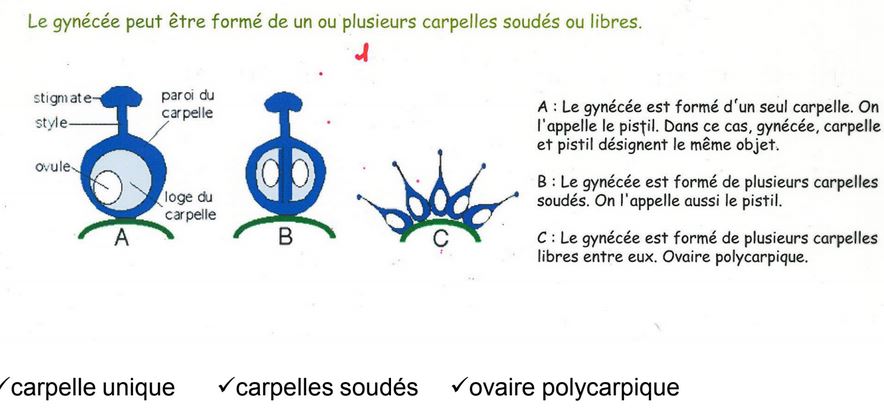 Le gynécée peut être formé de un ou plusieurs carpelles soudés ou libres.
1
stigmate
style
ovule
paroi du
carpelle
loge du
carpelle
A
B
C
A : Le gynécée est formé d'un seul carpelle. On
l'appelle le pistil. Dans ce cas, gynécée, carpelle
et pistil désignent le même objet.
B : Le gynécée est formé de plusieurs carpelles
soudés. On l'appelle aussi le pistil.
C : Le gynécée est formé de plusieurs carpelles
libres entre eux. Ovaire polycarpique.
✓carpelle unique ✓carpelles soudés ✓ovaire polycarpique